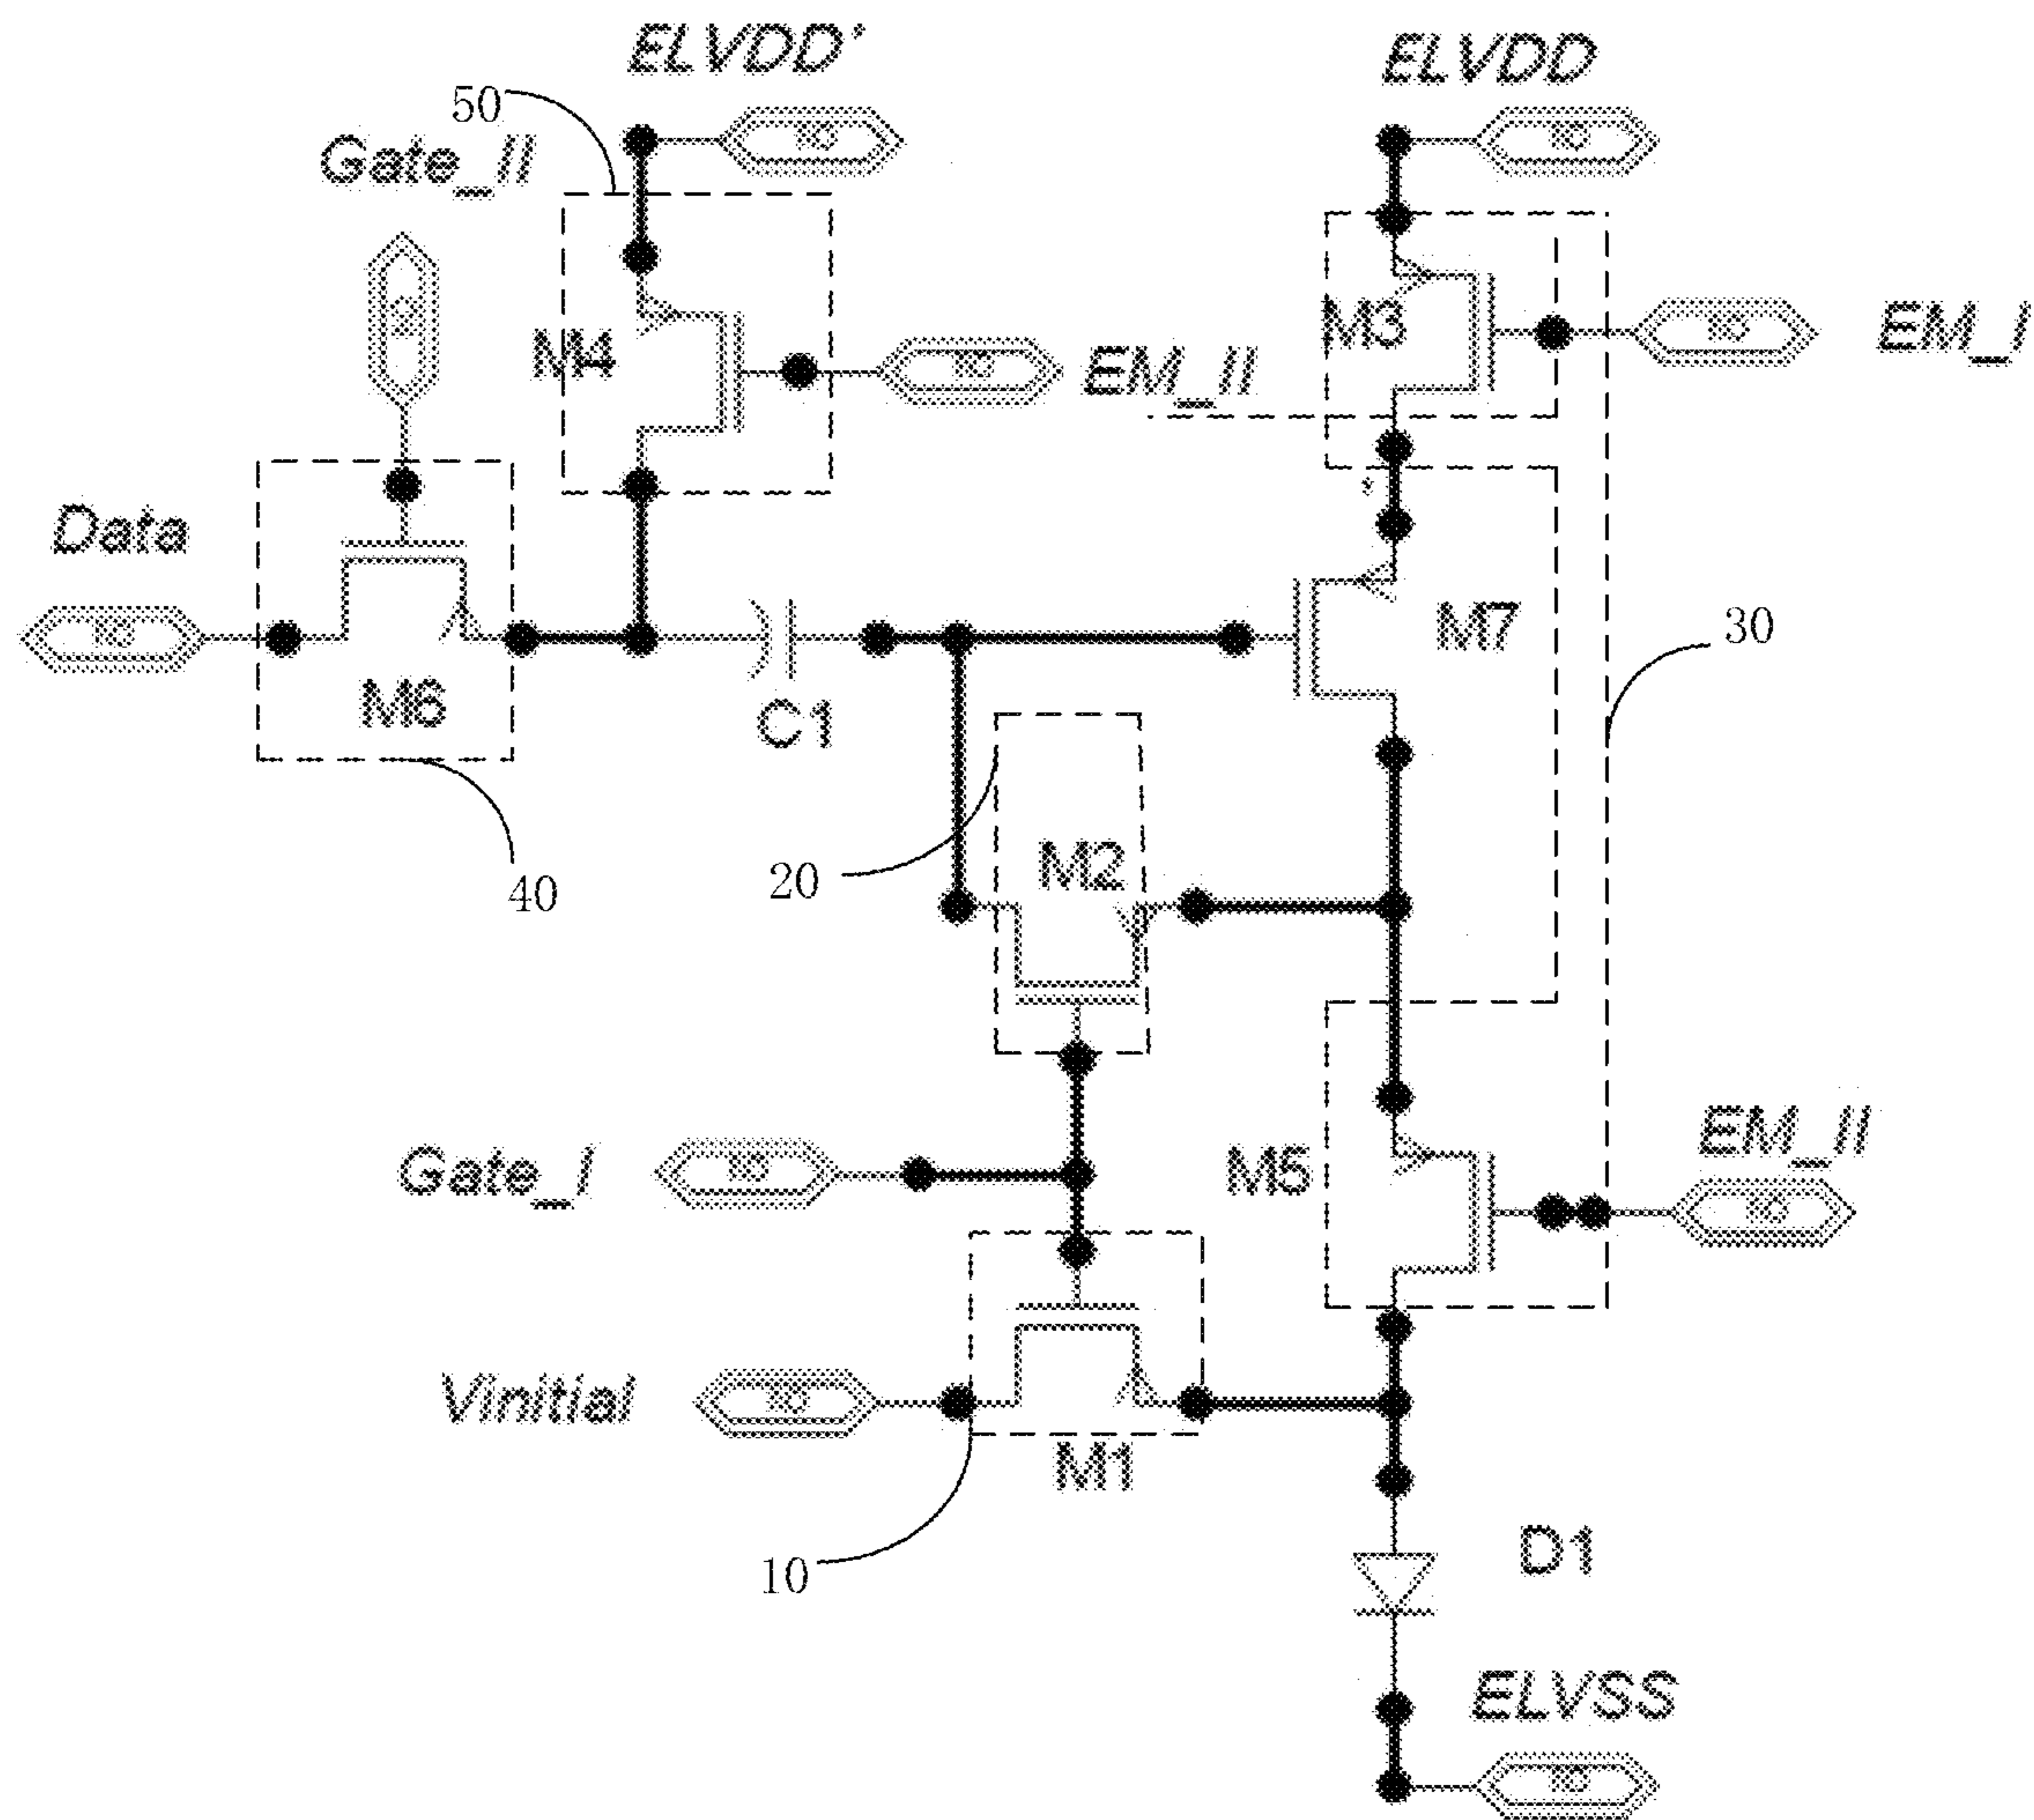 ELVDD'
ELVDD
50
Gate_II
M4
M3
EM_I
EM_II
Data
M6
C1
M7
30
40
20
M2
Gate_I
M5
EM_II
Vinitial
M1
10
D1
ELVSS